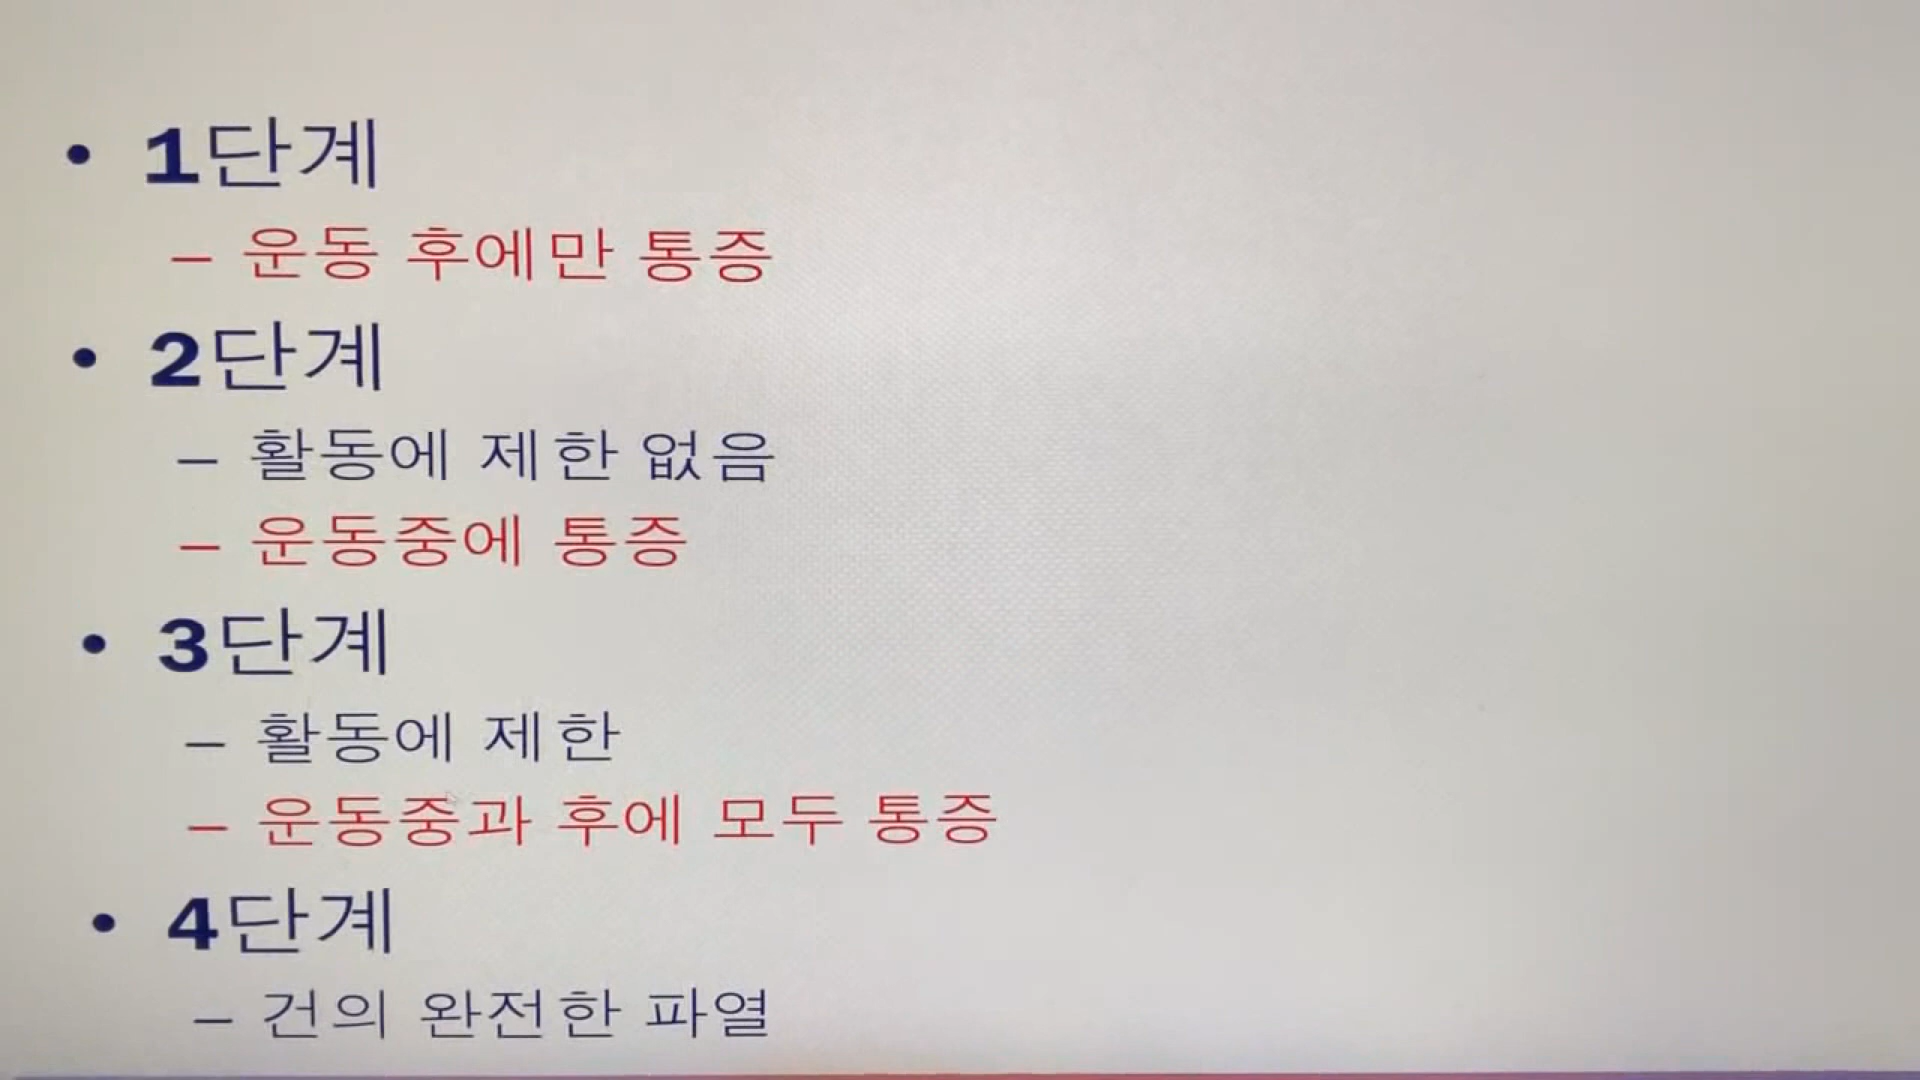 • 1단계
– 운동 후에만 통증
• 2단계
– 활동에 제한 없음
– 운동중에 통증
• 3단계
– 활동에 제한
– 운동중과 후에 모두 통증
• 4단계
– 건의 완전한 파열